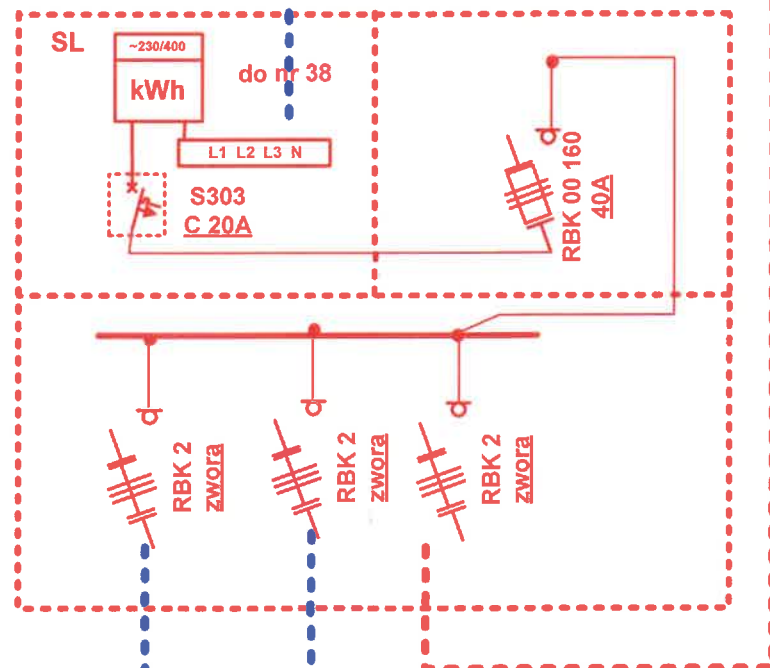 SL
~230/400
kWh
do nr 38
L1 L2 L3 N
S303
C 20A
RBK 00 160
40A
RBK 2
zwora
RBK 2
zwora
RBK 2
zwora